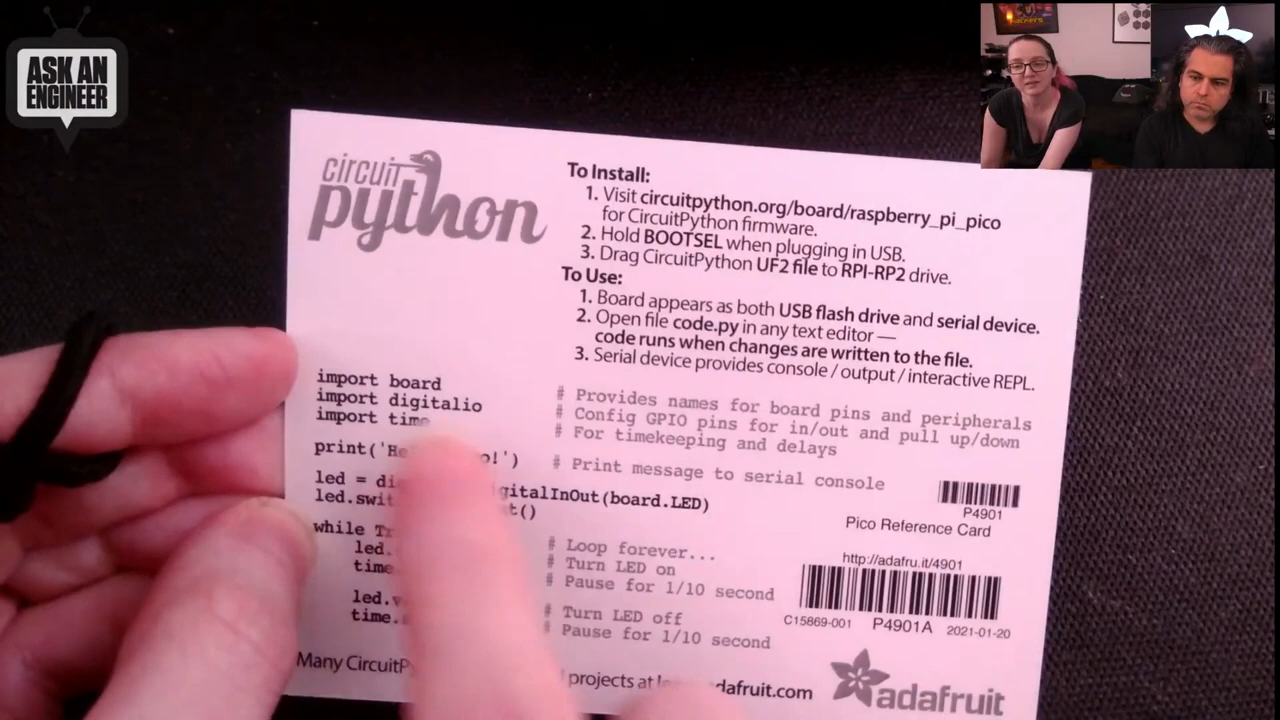 ASK AN
ENGINEER
circuit
python
To Install:
1. Visit circuitpython.org/board/raspberry_pi_pico
for CircuitPython firmware.
2. Hold BOOTSEL when plugging in USB.
3. Drag CircuitPython UF2 file to RPI-RP2 drive.
To Use:
1. Board appears as both USB flash drive and serial device.
2. Open file code.py in any text editor —
code runs when changes are written to the file.
3. Serial device provides console / output / interactive REPL.
import board # Provides names for board pins and peripherals
import digitalio # Config GPIO pins for in/out and pull up/down
import time # For timekeeping and delays
print('He o!') # Print message to serial console
led = di gitalInOut(board.LED)
led.swit t()
while Tr # Loop forever...
led. # Turn LED on
time # Pause for 1/10 second
led.v # Turn LED off
time. # Pause for 1/10 second
Many CircuitPy projects at adafruit.com
P4901
Pico Reference Card
http://adafru.it/4901
C15869-001 P4901A 2021-01-20
adafruit